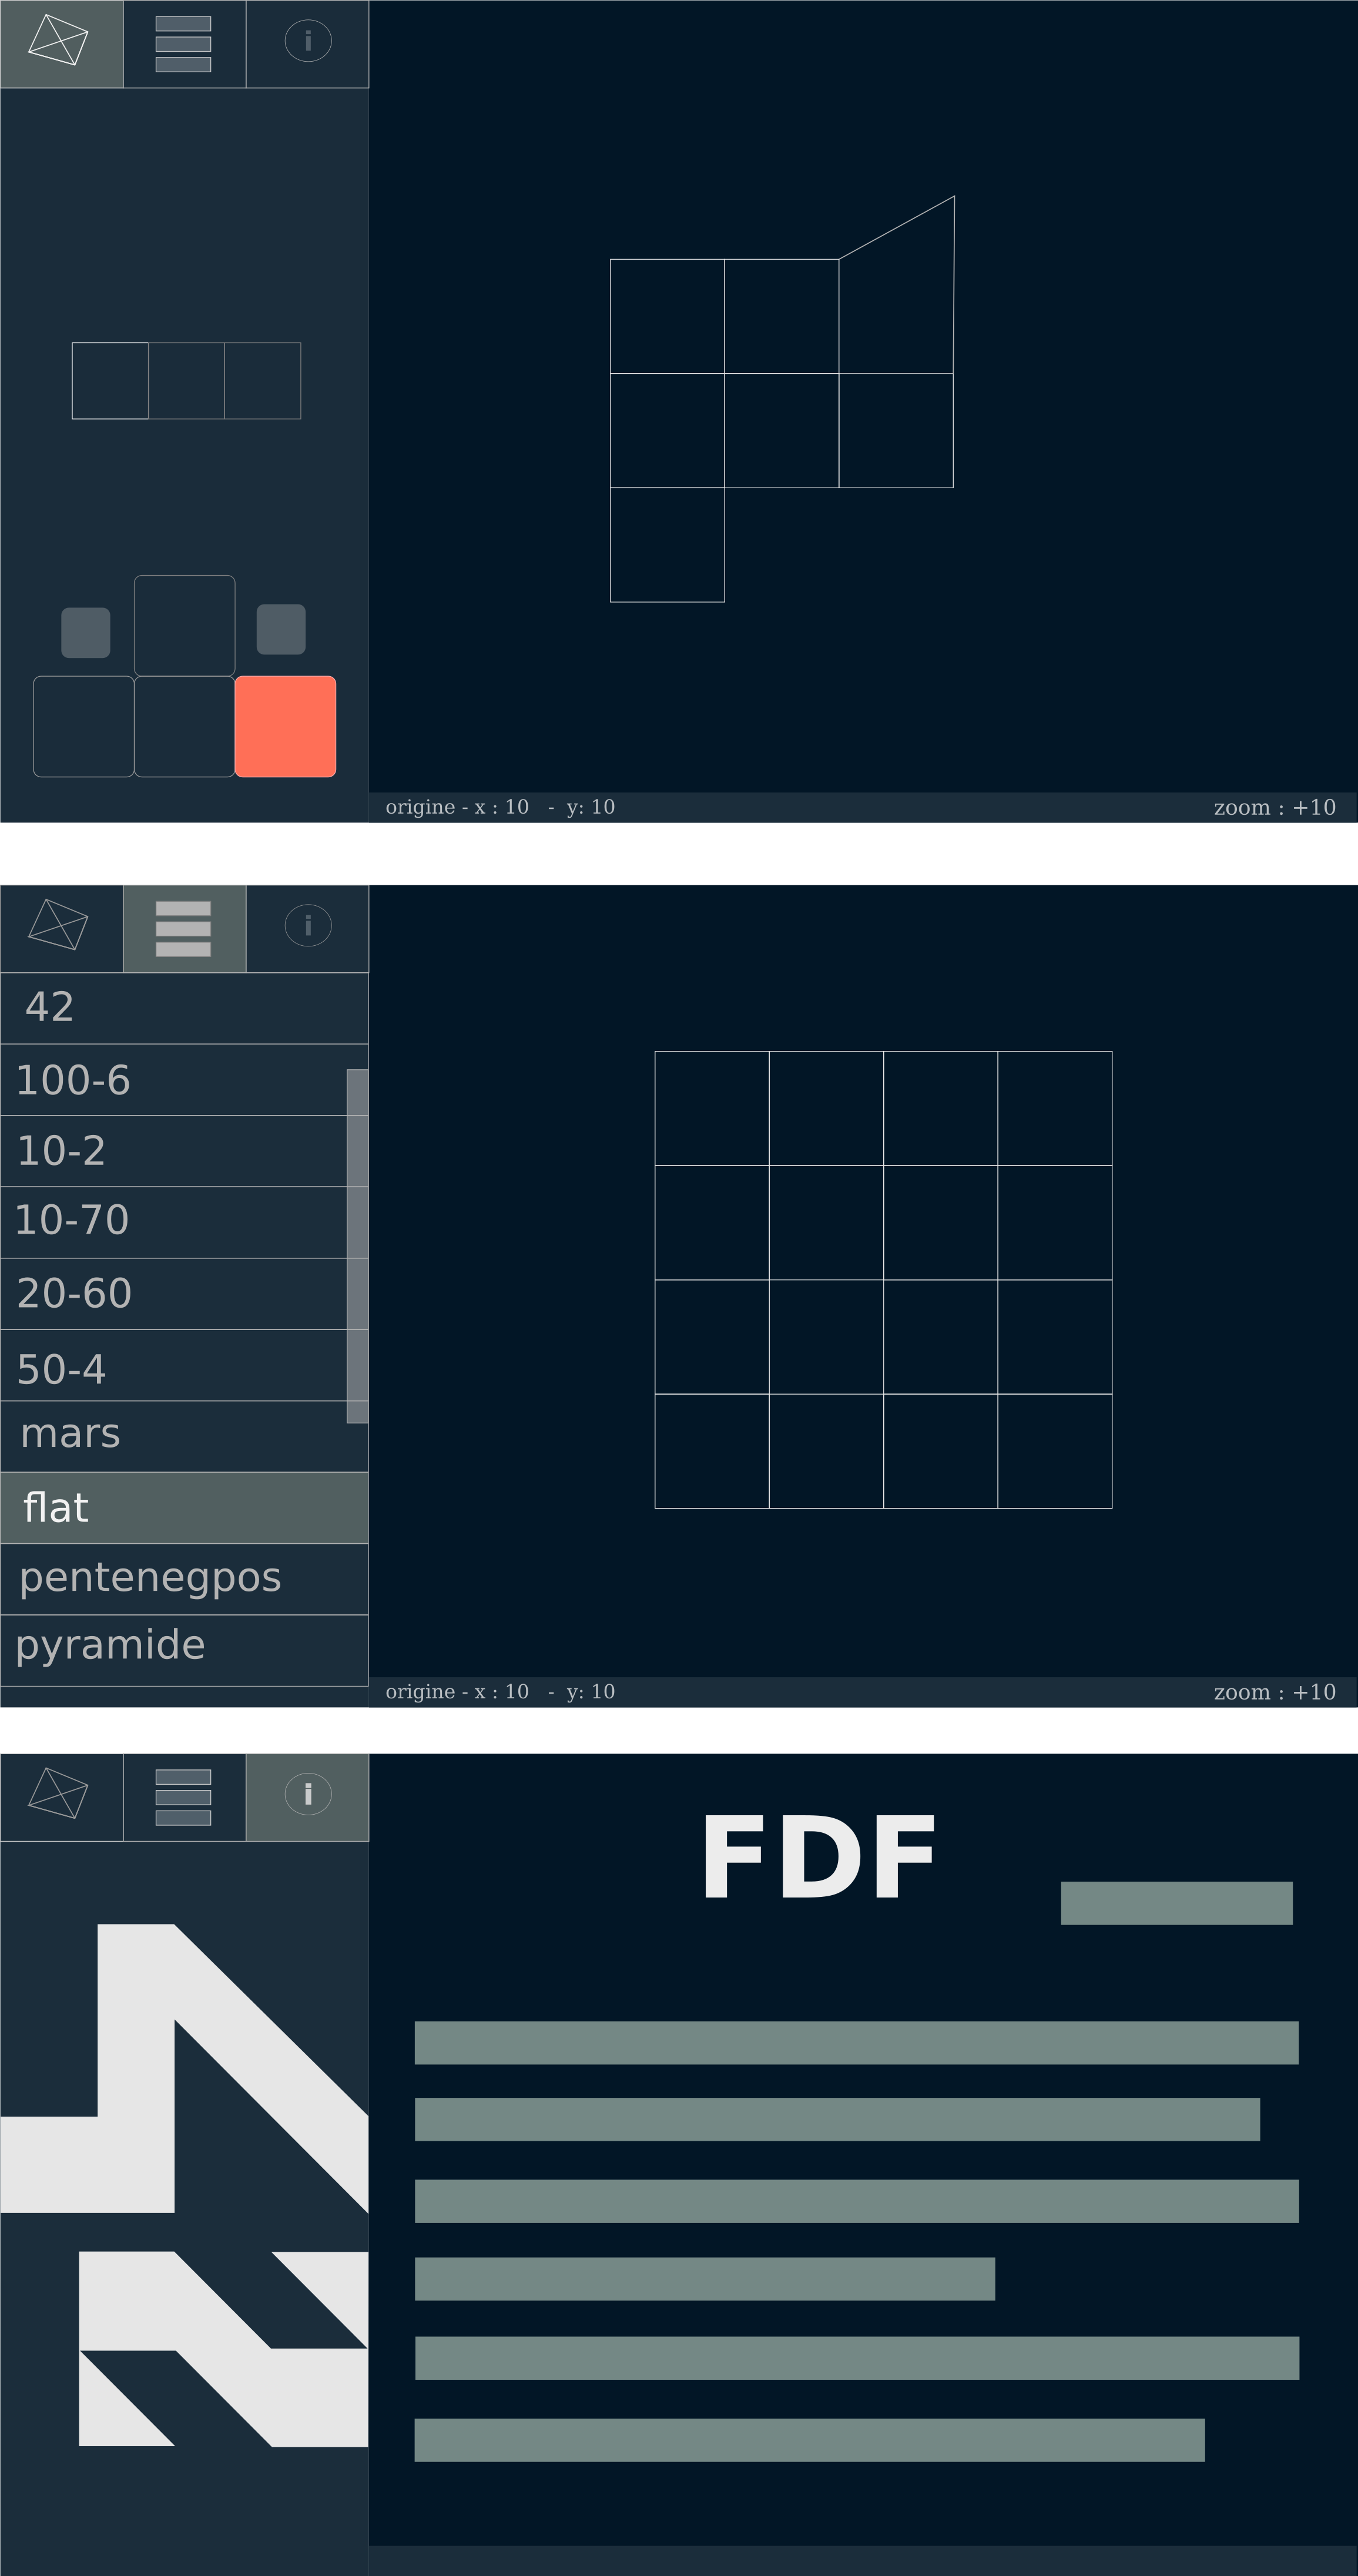 i
origine - x : 10 - y: 10
zoom : +10
i
42
100-6
10-2
10-70
20-60
50-4
mars
flat
pentenegpos
pyramide
origine - x : 10 - y: 10
zoom : +10
i
FDF
42